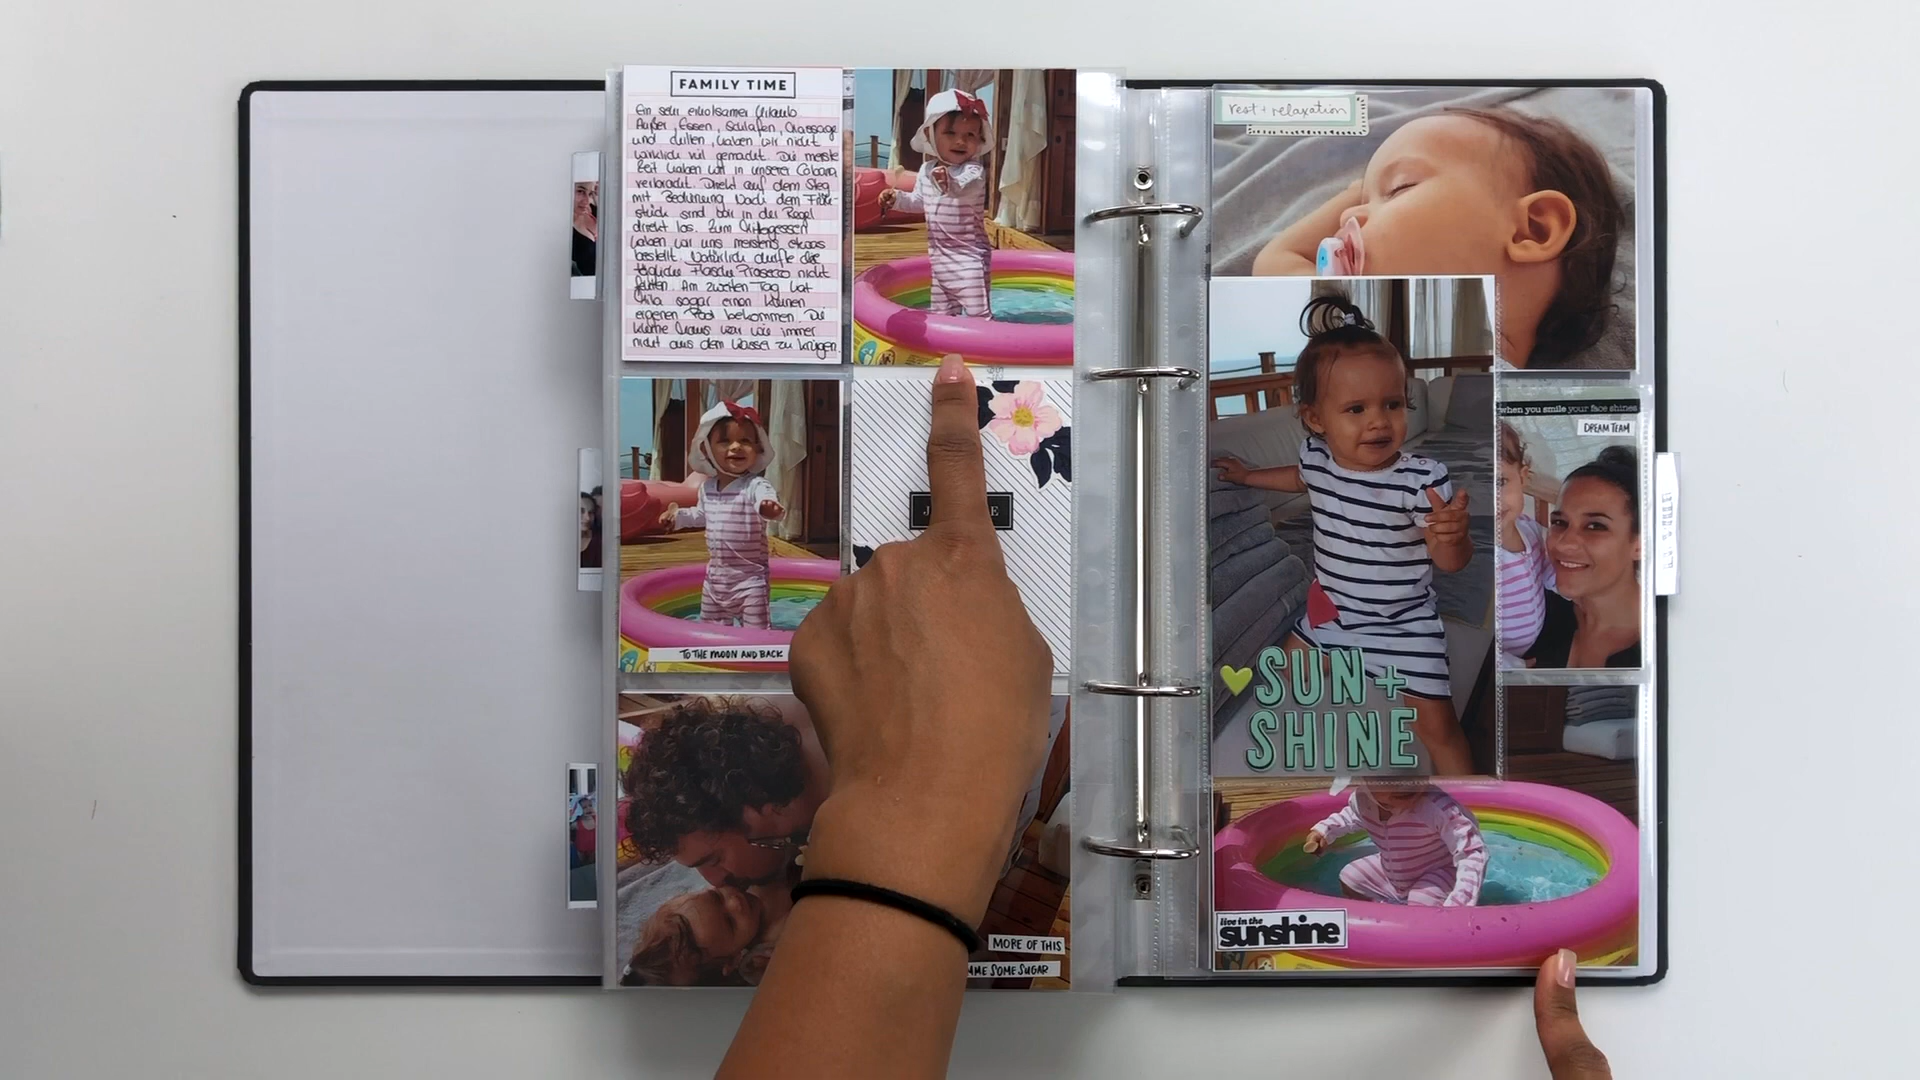 FAMILY TIME
Ein sehr erholsamer Urlaub.
Außer, Essen, schlafen, Massage
und chillen, haben wir nicht
wirklich viel gemacht. Die meiste
Zeit haben wir in unserer Cabana
verbracht. Direkt auf dem Steg
mit Bedienung. Nach dem Früh-
stück sind wir in der Regel
direkt los. Zum Mittagessen
haben wir uns meistens etwas
bestellt. Natürlich durfte die
tägliche Flasche Prosecco nicht
fehlen. Am zweiten Tag hat
sogar einen kleinen
eigenen Pool bekommen. Die
kleine Maus war wie immer
nicht aus dem Wasser zu kriegen.
TO THE MOON AND BACK
MORE OF THIS
SOME SUGAR
rest + relaxation
when you smile your face shines
DREAM TEAM
SUN +
SHINE
live in the
sunshine